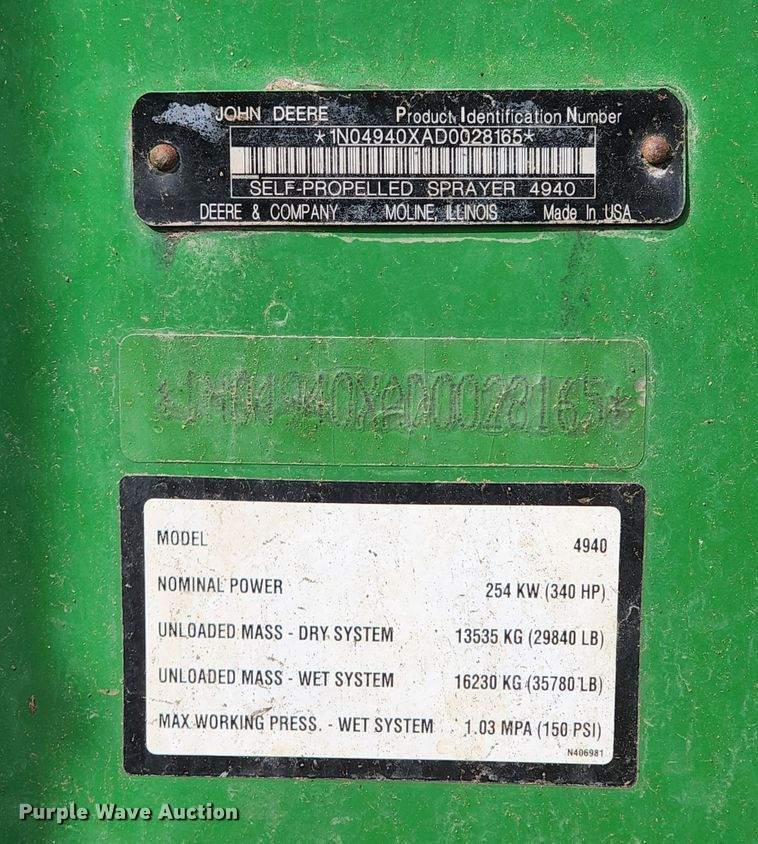 JOHN DEERE Product Identification Number
*1N04940XAD0028165*
SELF-PROPELLED SPRAYER 4940
DEERE & COMPANY MOLINE, ILLINOIS Made In USA
*1N04940XAD0028165*
MODEL 4940
NOMINAL POWER 254 KW (340 HP)
UNLOADED MASS - DRY SYSTEM 13535 KG (29840 LB)
UNLOADED MASS - WET SYSTEM 16230 KG (35780 LB)
MAX WORKING PRESS. - WET SYSTEM 1.03 MPA (150 PSI)
N406981
Purple Wave Auction